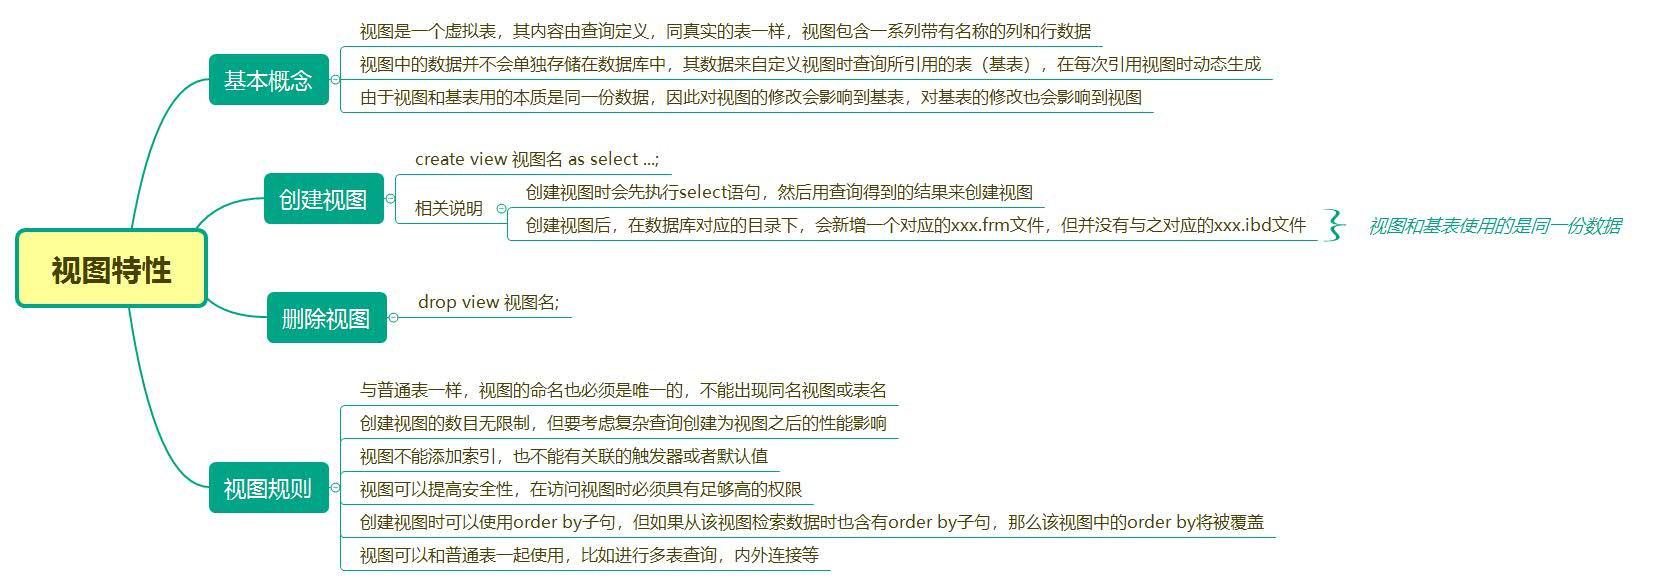 视图特性
基本概念
视图是一个虚拟表，其内容由查询定义，同真实的表一样，视图包含一系列带有名称的列和行数据
视图中的数据并不会单独存储在数据库中，其数据来自定义视图时查询所引用的表（基表），在每次引用视图时动态生成
由于视图和基表用的本质是同一份数据，因此对视图的修改会影响到基表，对基表的修改也会影响到视图
创建视图
create view 视图名 as select ...;
相关说明
创建视图时会先执行select语句，然后用查询得到的结果来创建视图
创建视图后，在数据库对应的目录下，会新增一个对应的xxx.frm文件，但并没有与之对应的xxx.ibd文件
视图和基表使用的是同一份数据
删除视图
drop view 视图名;
视图规则
与普通表一样，视图的命名也必须是唯一的，不能出现同名视图或表名
创建视图的数目无限制，但要考虑复杂查询创建为视图之后的性能影响
视图不能添加索引，也不能有关联的触发器或者默认值
视图可以提高安全性，在访问视图时必须具有足够高的权限
创建视图时可以使用order by子句，但如果从该视图检索数据时也含有order by子句，那么该视图中的order by将被覆盖
视图可以和普通表一起使用，比如进行多表查询，内外连接等